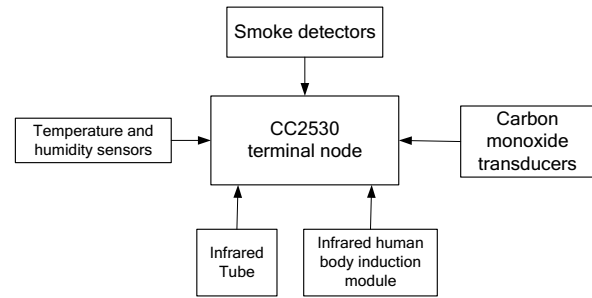 Smoke detectors
Temperature and
humidity sensors
CC2530
terminal node
Carbon
monoxide
transducers
Infrared
Tube
Infrared human
body induction
module